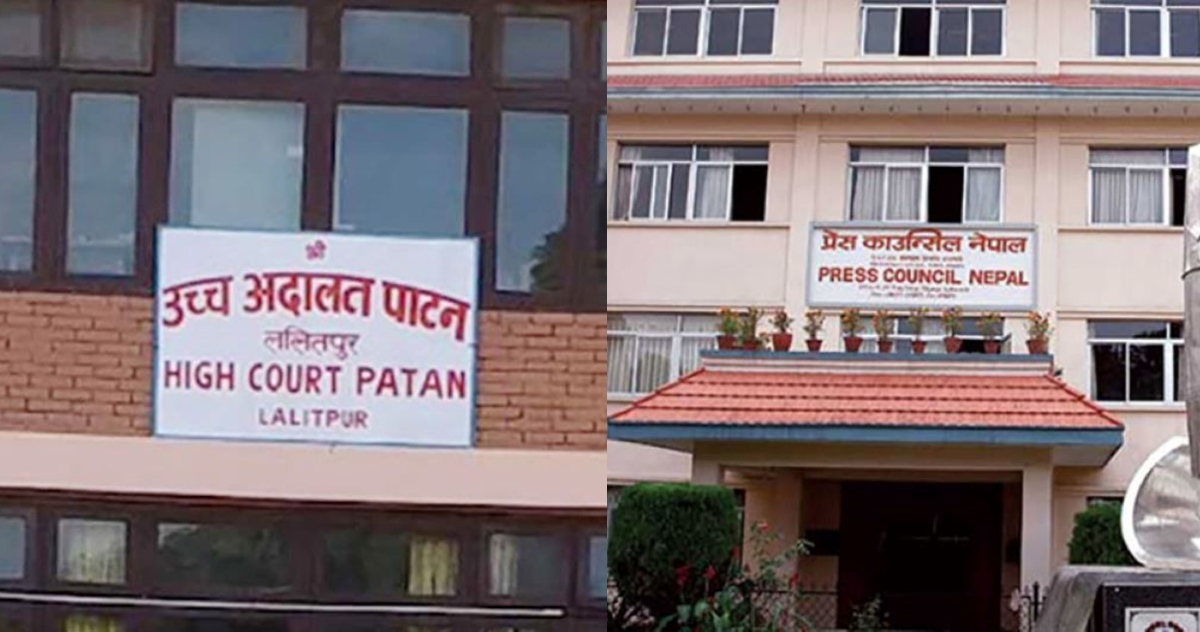 श्री
उच्च अदालत पाटन
ललितपुर
HIGH COURT PATAN
LALITPUR
प्रेस काउन्सिल नेपाल
PRESS COUNCIL NEPAL